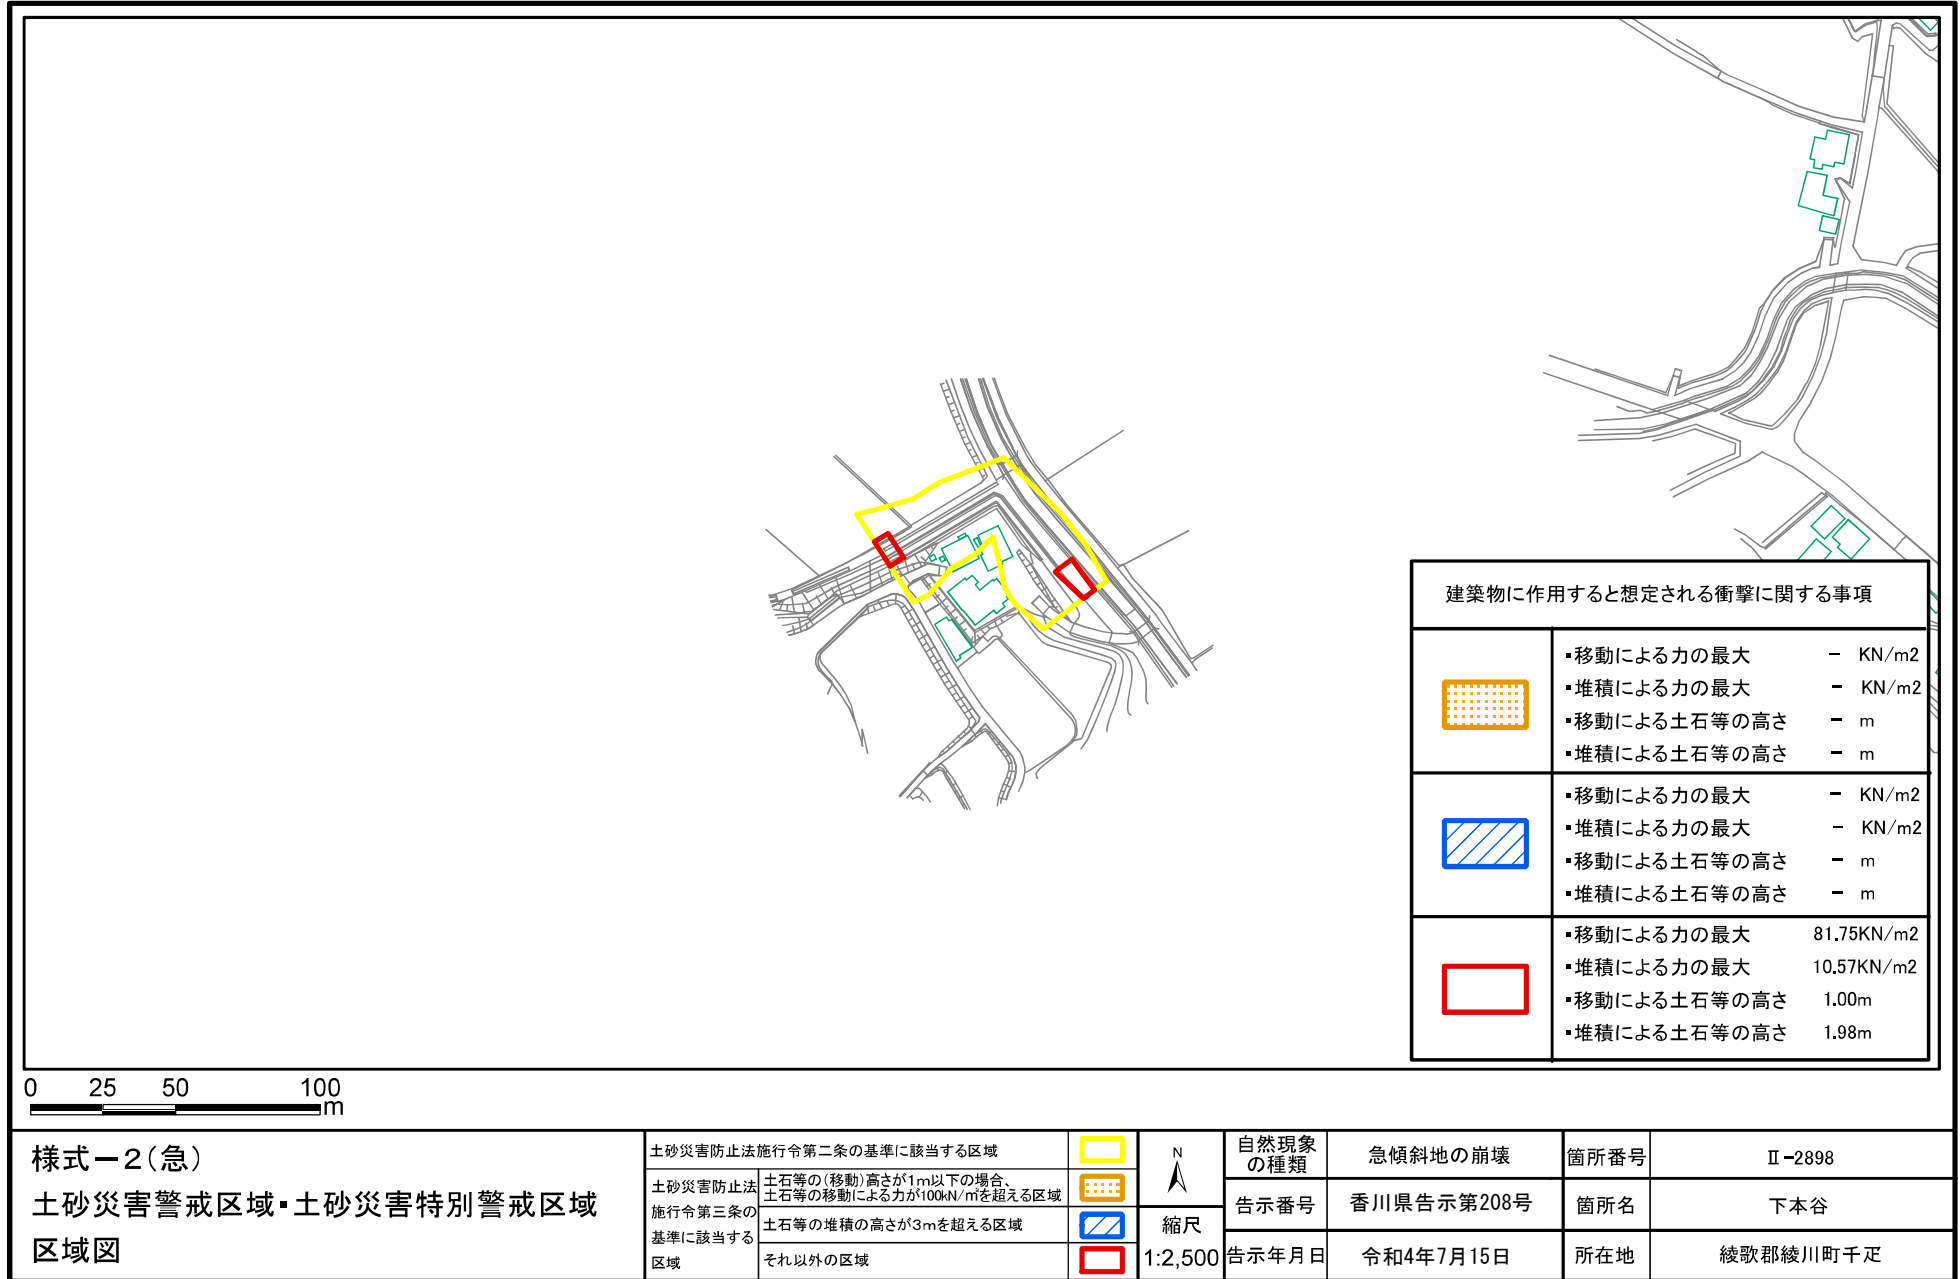 建築物に作用すると想定される衝撃に関する事項
▪移動による力の最大 － KN/m2
▪堆積による力の最大 － KN/m2
▪移動による土石等の高さ － m
▪堆積による土石等の高さ － m
▪移動による力の最大 － KN/m2
▪堆積による力の最大 － KN/m2
▪移動による土石等の高さ － m
▪堆積による土石等の高さ － m
▪移動による力の最大 81.75KN/m2
▪堆積による力の最大 10.57KN/m2
▪移動による土石等の高さ 1.00m
▪堆積による土石等の高さ 1.98m
0 25 50 100
m
様式－2（急）
土砂災害警戒区域▪土砂災害特別警戒区域
区域図
土砂災害防止法施行令第二条の基準に該当する区域
土砂災害防止法
施行令第三条の
基準に該当する
区域
土石等の（移動）高さが1m以下の場合、
土石等の移動による力が100kN/㎡を超える区域
土石等の堆積の高さが3mを超える区域
それ以外の区域
N
縮尺
1:2,500
自然現象
の種類
急傾斜地の崩壊
箇所番号
Ⅱ-2898
告示番号
香川県告示第208号
箇所名
下本谷
告示年月日
令和4年7月15日
所在地
綾歌郡綾川町千疋